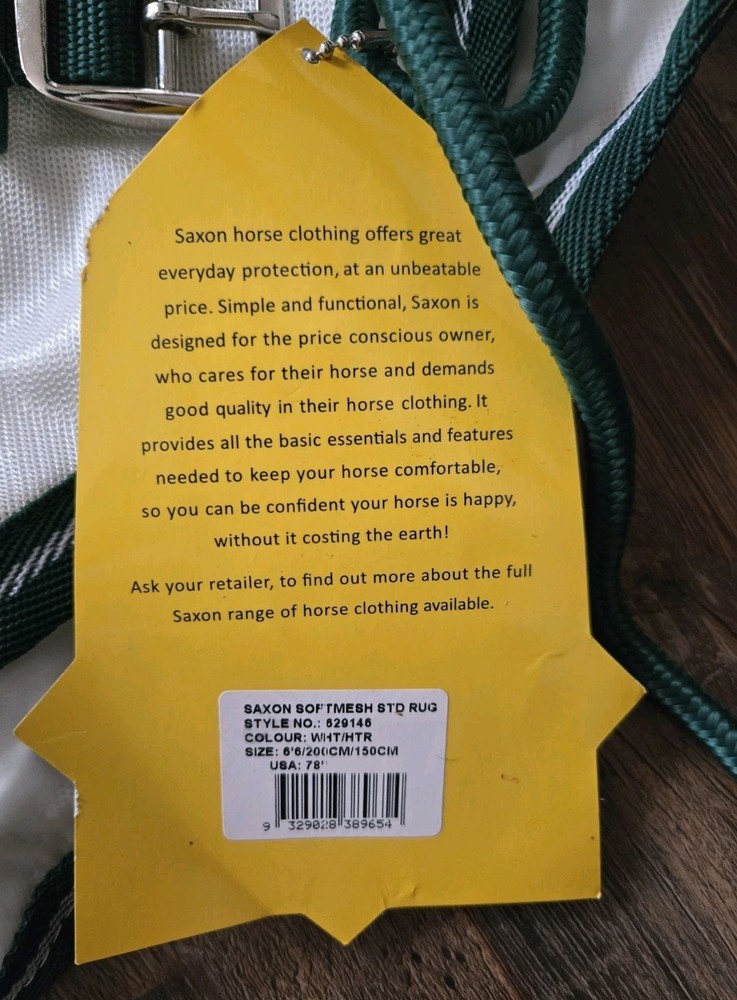 Saxon horse clothing offers great
everyday protection, at an unbeatable
price. Simple and functional, Saxon is
designed for the price conscious owner,
who cares for their horse and demands
good quality in their horse clothing. It
provides all the basic essentials and features
needed to keep your horse comfortable,
so you can be confident your horse is happy,
without it costing the earth!
Ask your retailer, to find out more about the full
Saxon range of horse clothing available.
SAXON SOFTMESH STD RUG
STYLE NO.: 629146
COLOUR: WHT/HTR
SIZE: 6'6/200CM/150CM
USA: 78"
9 329028 389654